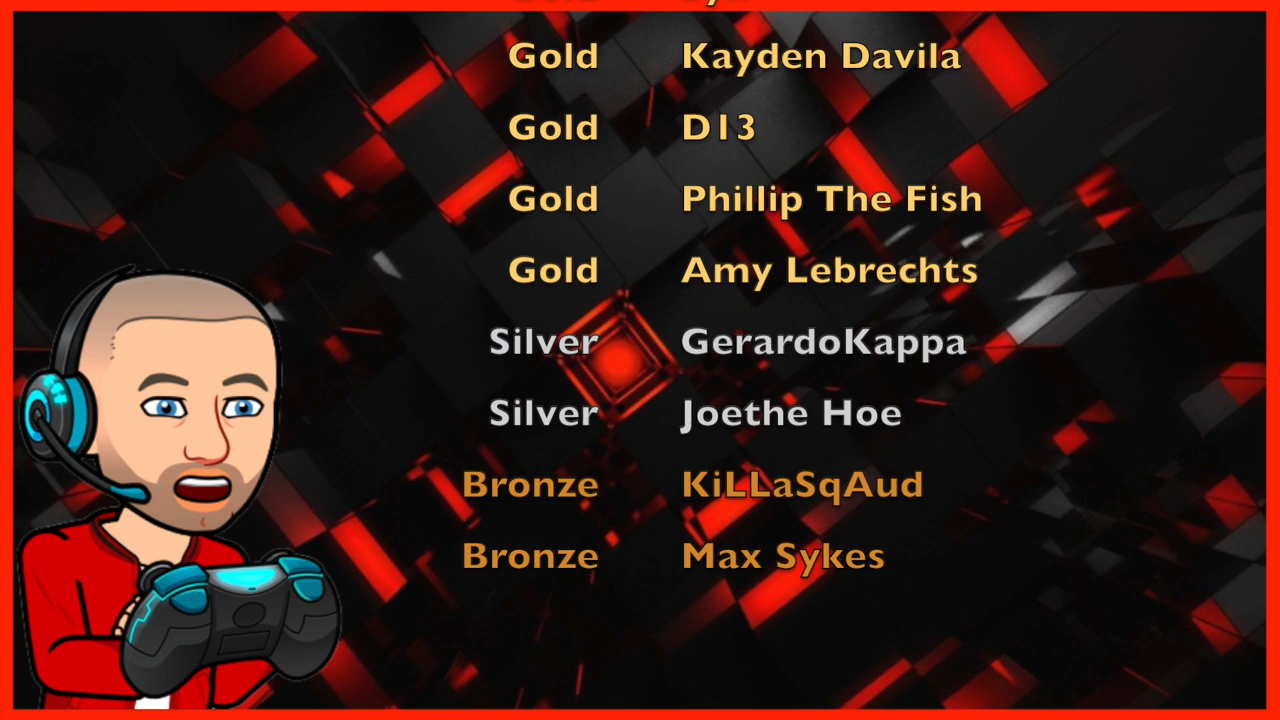 Gold Kayden Davila
Gold D13
Gold Phillip The Fish
Gold Amy Lebrechts
Silver GerardoKappa
Silver Joethe Hoe
Bronze KiLLaSqAud
Bronze Max Sykes